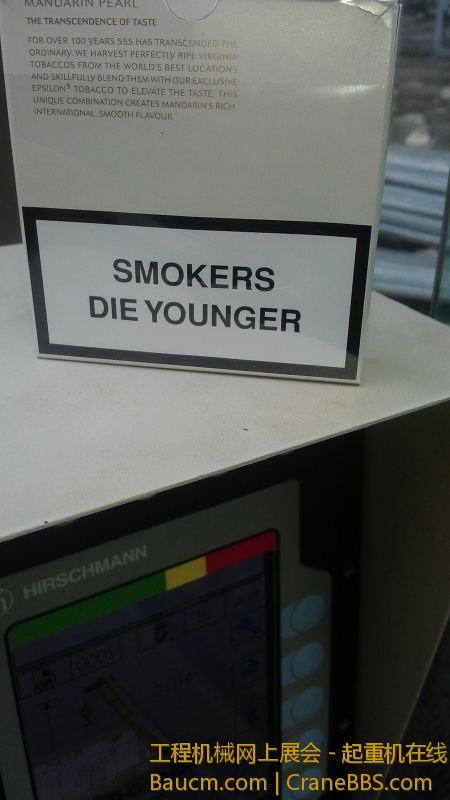 MANDARIN PEARL
THE TRANSCENDENCE OF TASTE
FOR OVER 100 YEARS 555 HAS TRANSCENDED THE
ORDINARY. WE HARVEST PERFECTLY RIPE VIRGINIA
TOBACCOS FROM THE WORLD'S BEST LOCATIONS
AND SKILLFULLY BLEND THEM WITH OUR EXCLUSIVE
EPSILON⁵ TOBACCO TO ELEVATE THE TASTE. THIS
UNIQUE COMBINATION CREATES MANDARIN'S RICH,
INTERNATIONAL, SMOOTH FLAVOUR.
SMOKERS
DIE YOUNGER
HIRSCHMANN
工程机械网上展会 - 起重机在线
Baucm.com | CraneBBS.com